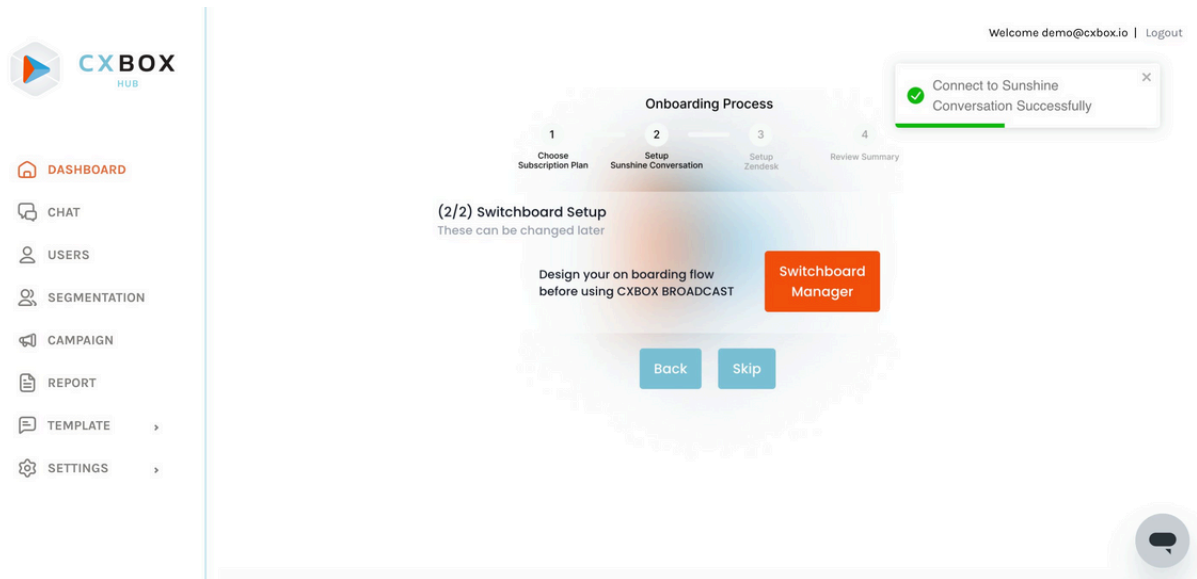 Welcome demo@cxbox.io | Logout
CXBOX
HUB
Connect to Sunshine
Conversation Successfully
Onboarding Process
1
2
3
4
Choose
Subscription Plan
Setup
Sunshine Conversation
Setup
Zendesk
Review Summary
DASHBOARD
CHAT
USERS
SEGMENTATION
CAMPAIGN
REPORT
TEMPLATE
SETTINGS
(2/2) Switchboard Setup
These can be changed later
Design your on boarding flow
before using CXBOX BROADCAST
Switchboard
Manager
Back
Skip